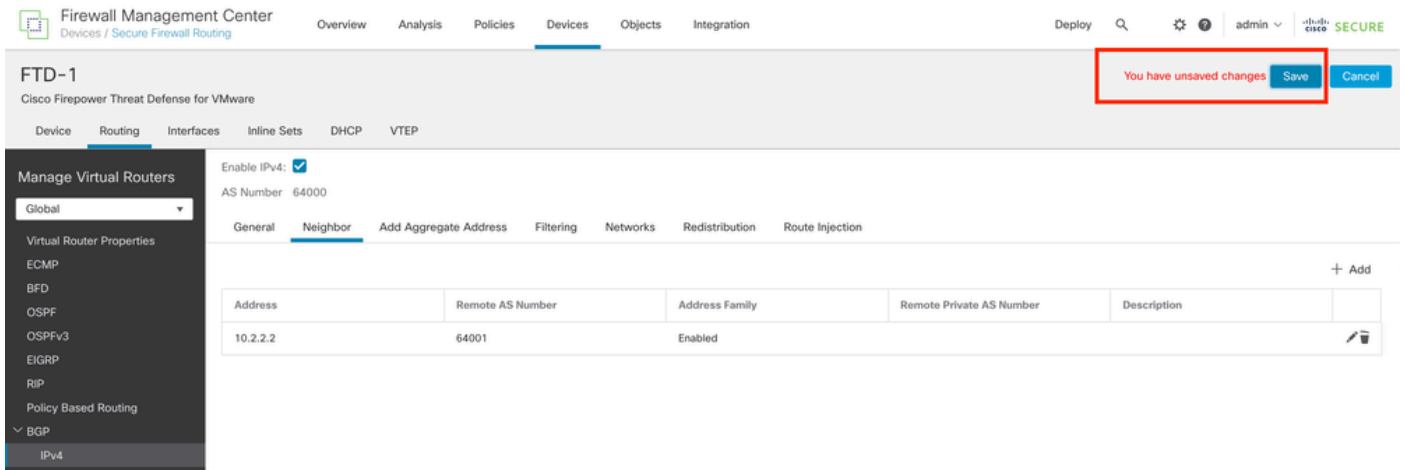 Firewall Management Center
Devices / Secure Firewall Routing
Overview Analysis Policies Devices Objects Integration
Deploy admin cisco SECURE
FTD-1
Cisco Firepower Threat Defense for VMware
You have unsaved changes Save Cancel
Device Routing Interfaces Inline Sets DHCP VTEP
Manage Virtual Routers
Global
Virtual Router Properties
ECMP
BFD
OSPF
OSPFv3
EIGRP
RIP
Policy Based Routing
BGP
IPv4
Enable IPv4:
AS Number 64000
General Neighbor Add Aggregate Address Filtering Networks Redistribution Route Injection
+ Add
Address Remote AS Number Address Family Remote Private AS Number Description
10.2.2.2 64001 Enabled